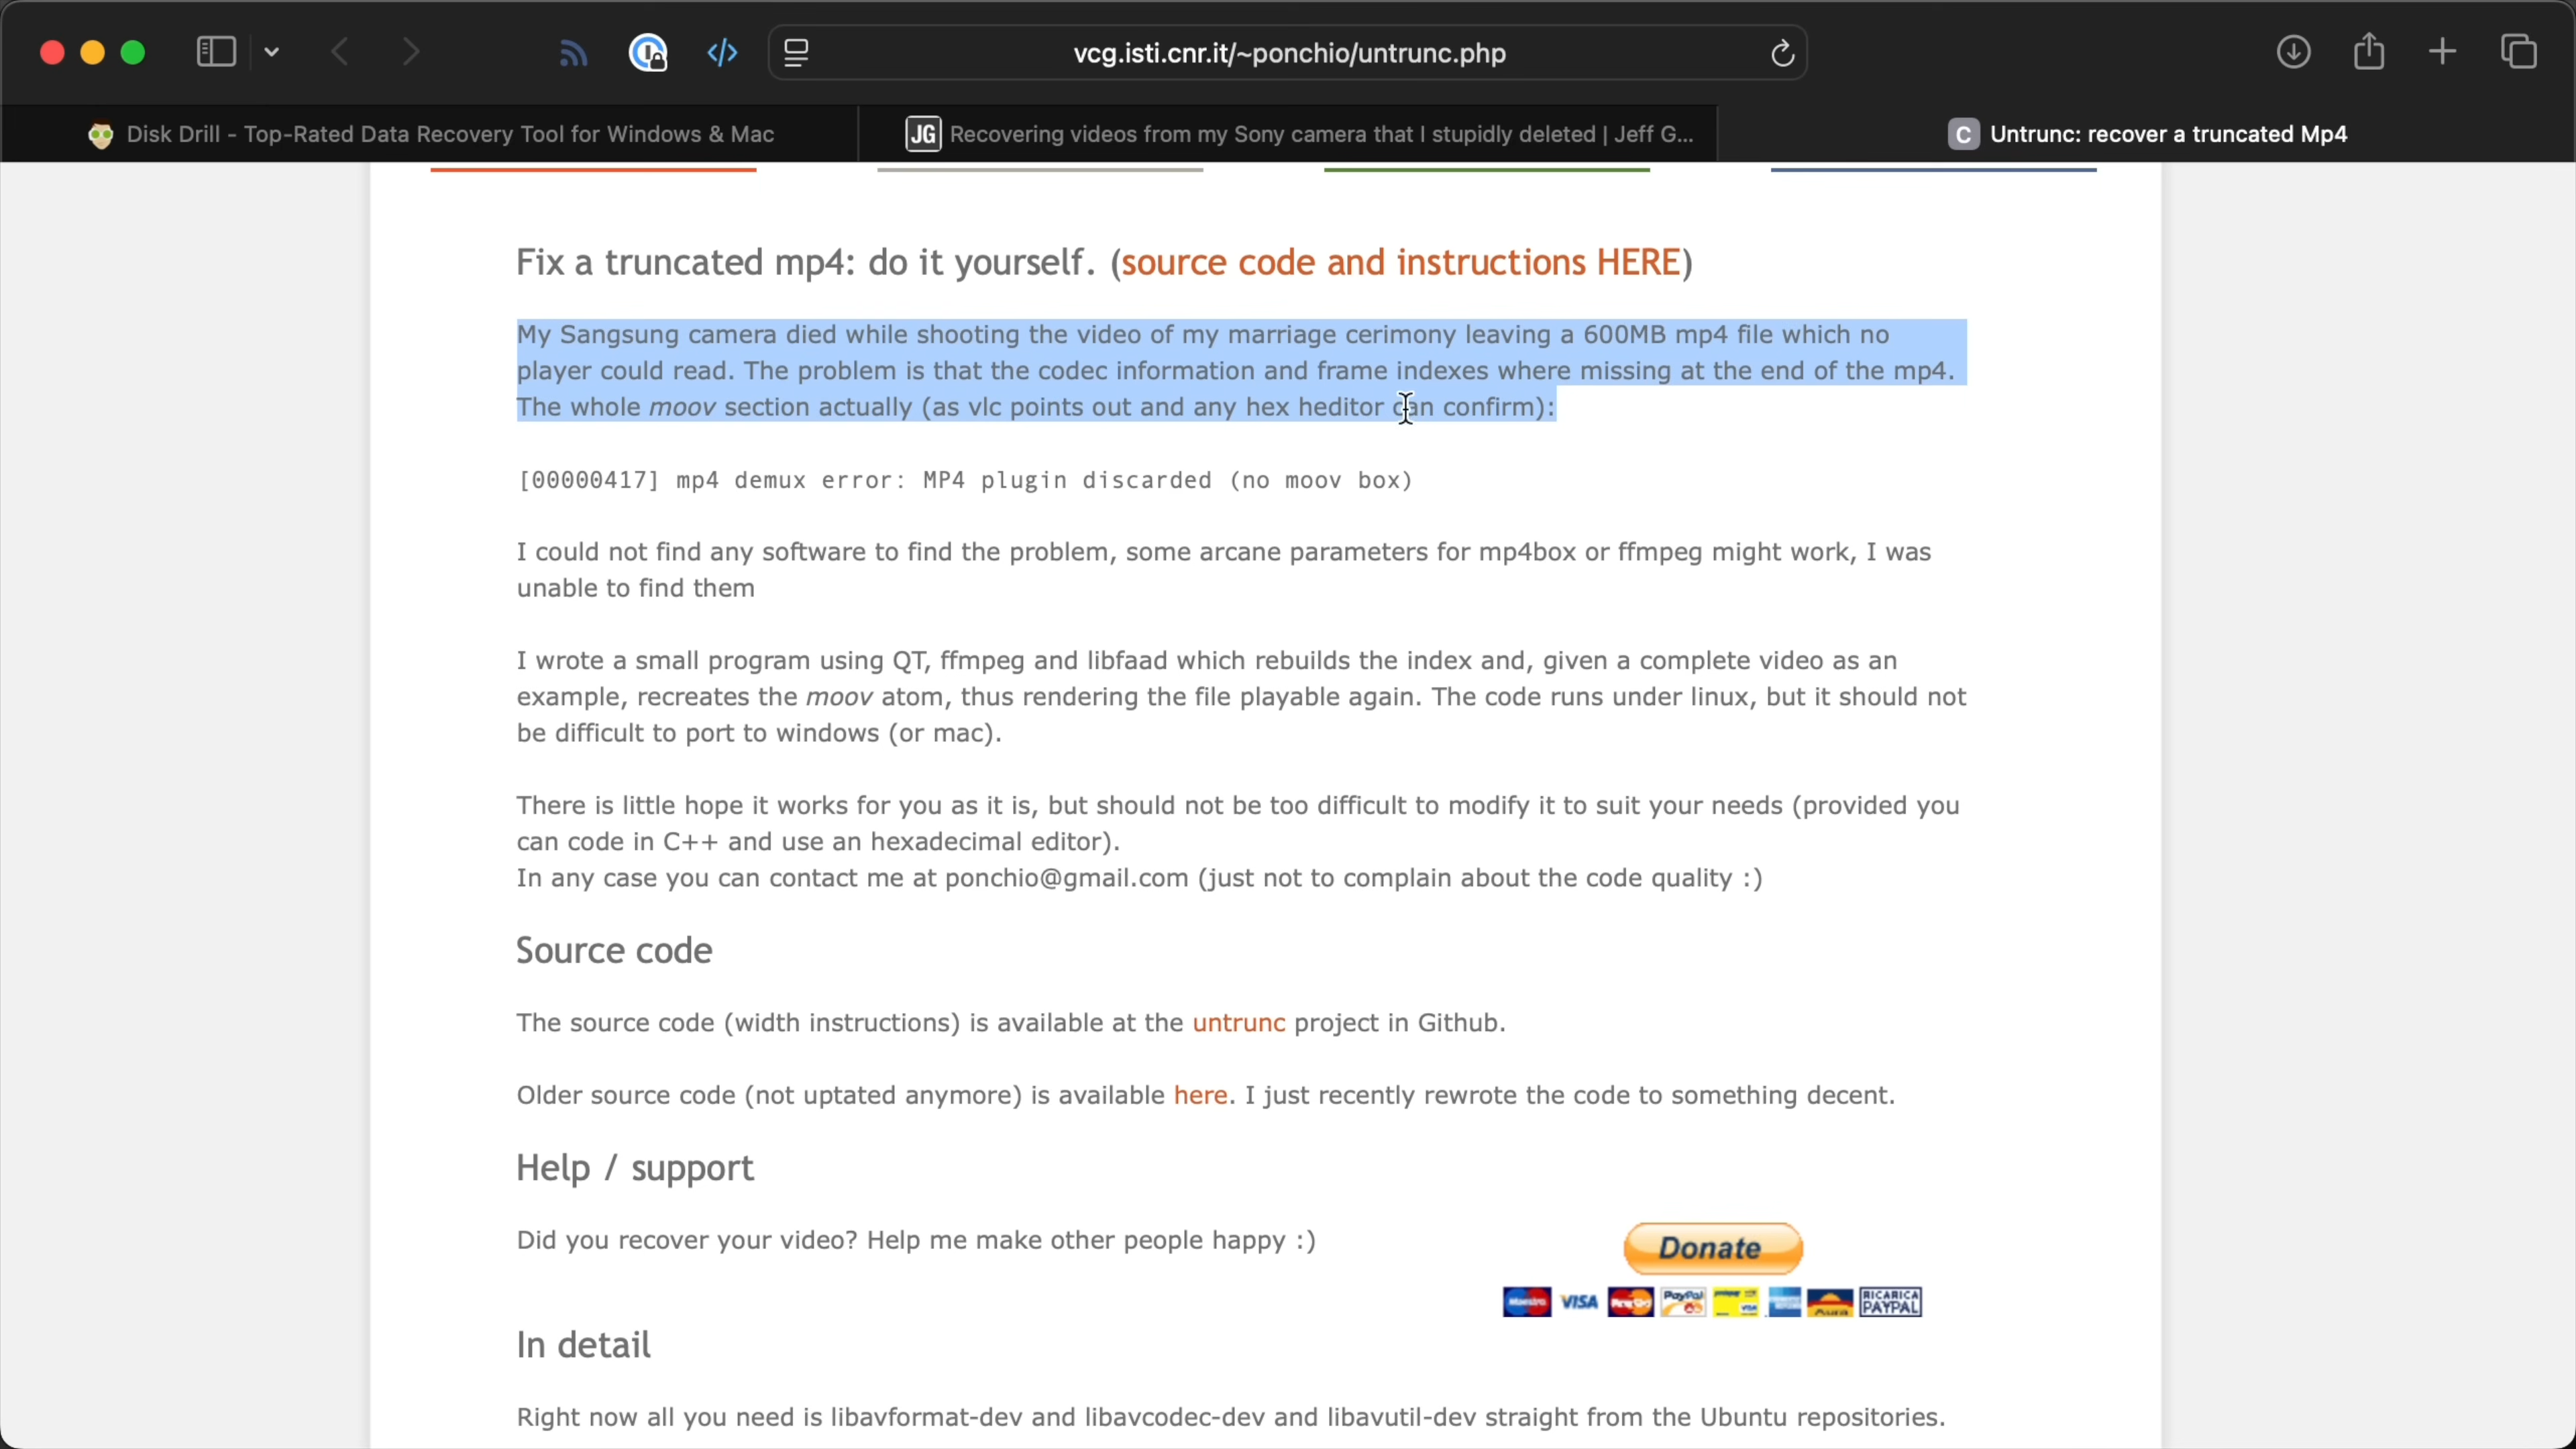 vcg.isti.cnr.it/~ponchio/untrunc.php
Disk Drill - Top-Rated Data Recovery Tool for Windows & Mac
JG Recovering videos from my Sony camera that I stupidly deleted | Jeff G...
C Untrunc: recover a truncated Mp4
Fix a truncated mp4: do it yourself. (source code and instructions HERE)
My Sangsung camera died while shooting the video of my marriage cerimony leaving a 600MB mp4 file which no
player could read. The problem is that the codec information and frame indexes where missing at the end of the mp4.
The whole moov section actually (as vlc points out and any hex heditor can confirm):
[00000417] mp4 demux error: MP4 plugin discarded (no moov box)
I could not find any software to find the problem, some arcane parameters for mp4box or ffmpeg might work, I was
unable to find them
I wrote a small program using QT, ffmpeg and libfaad which rebuilds the index and, given a complete video as an
example, recreates the moov atom, thus rendering the file playable again. The code runs under linux, but it should not
be difficult to port to windows (or mac).
There is little hope it works for you as it is, but should not be too difficult to modify it to suit your needs (provided you
can code in C++ and use an hexadecimal editor).
In any case you can contact me at ponchio@gmail.com (just not to complain about the code quality :)
Source code
The source code (width instructions) is available at the untrunc project in Github.
Older source code (not uptated anymore) is available here. I just recently rewrote the code to something decent.
Help / support
Did you recover your video? Help me make other people happy :)
Donate
Maestro VISA PayPal VISA RICARICA PAYPAL
In detail
Right now all you need is libavformat-dev and libavcodec-dev and libavutil-dev straight from the Ubuntu repositories.